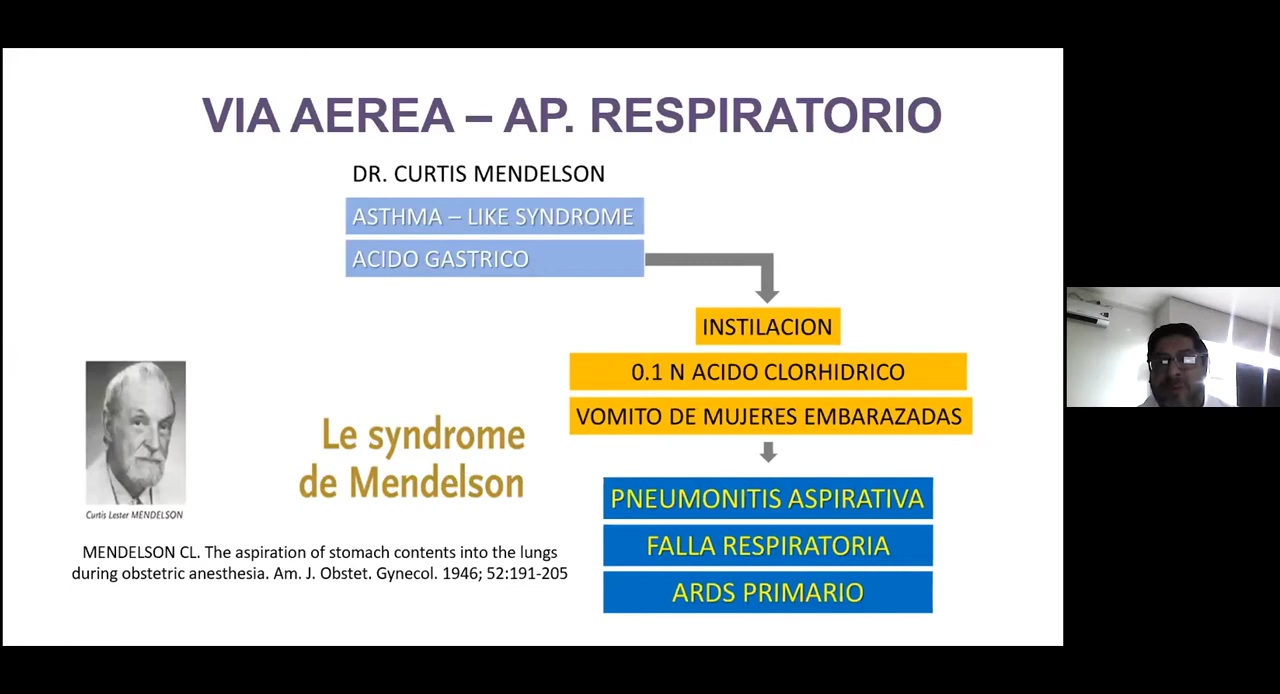 VIA AEREA – AP. RESPIRATORIO
DR. CURTIS MENDELSON
ASTHMA – LIKE SYNDROME
ACIDO GASTRICO
INSTILACION
0.1 N ACIDO CLORHIDRICO
VOMITO DE MUJERES EMBARAZADAS
Le syndrome
de Mendelson
PNEUMONITIS ASPIRATIVA
FALLA RESPIRATORIA
ARDS PRIMARIO
Curtis Lester MENDELSON
MENDELSON CL. The aspiration of stomach contents into the lungs
during obstetric anesthesia. Am. J. Obstet. Gynecol. 1946; 52:191-205